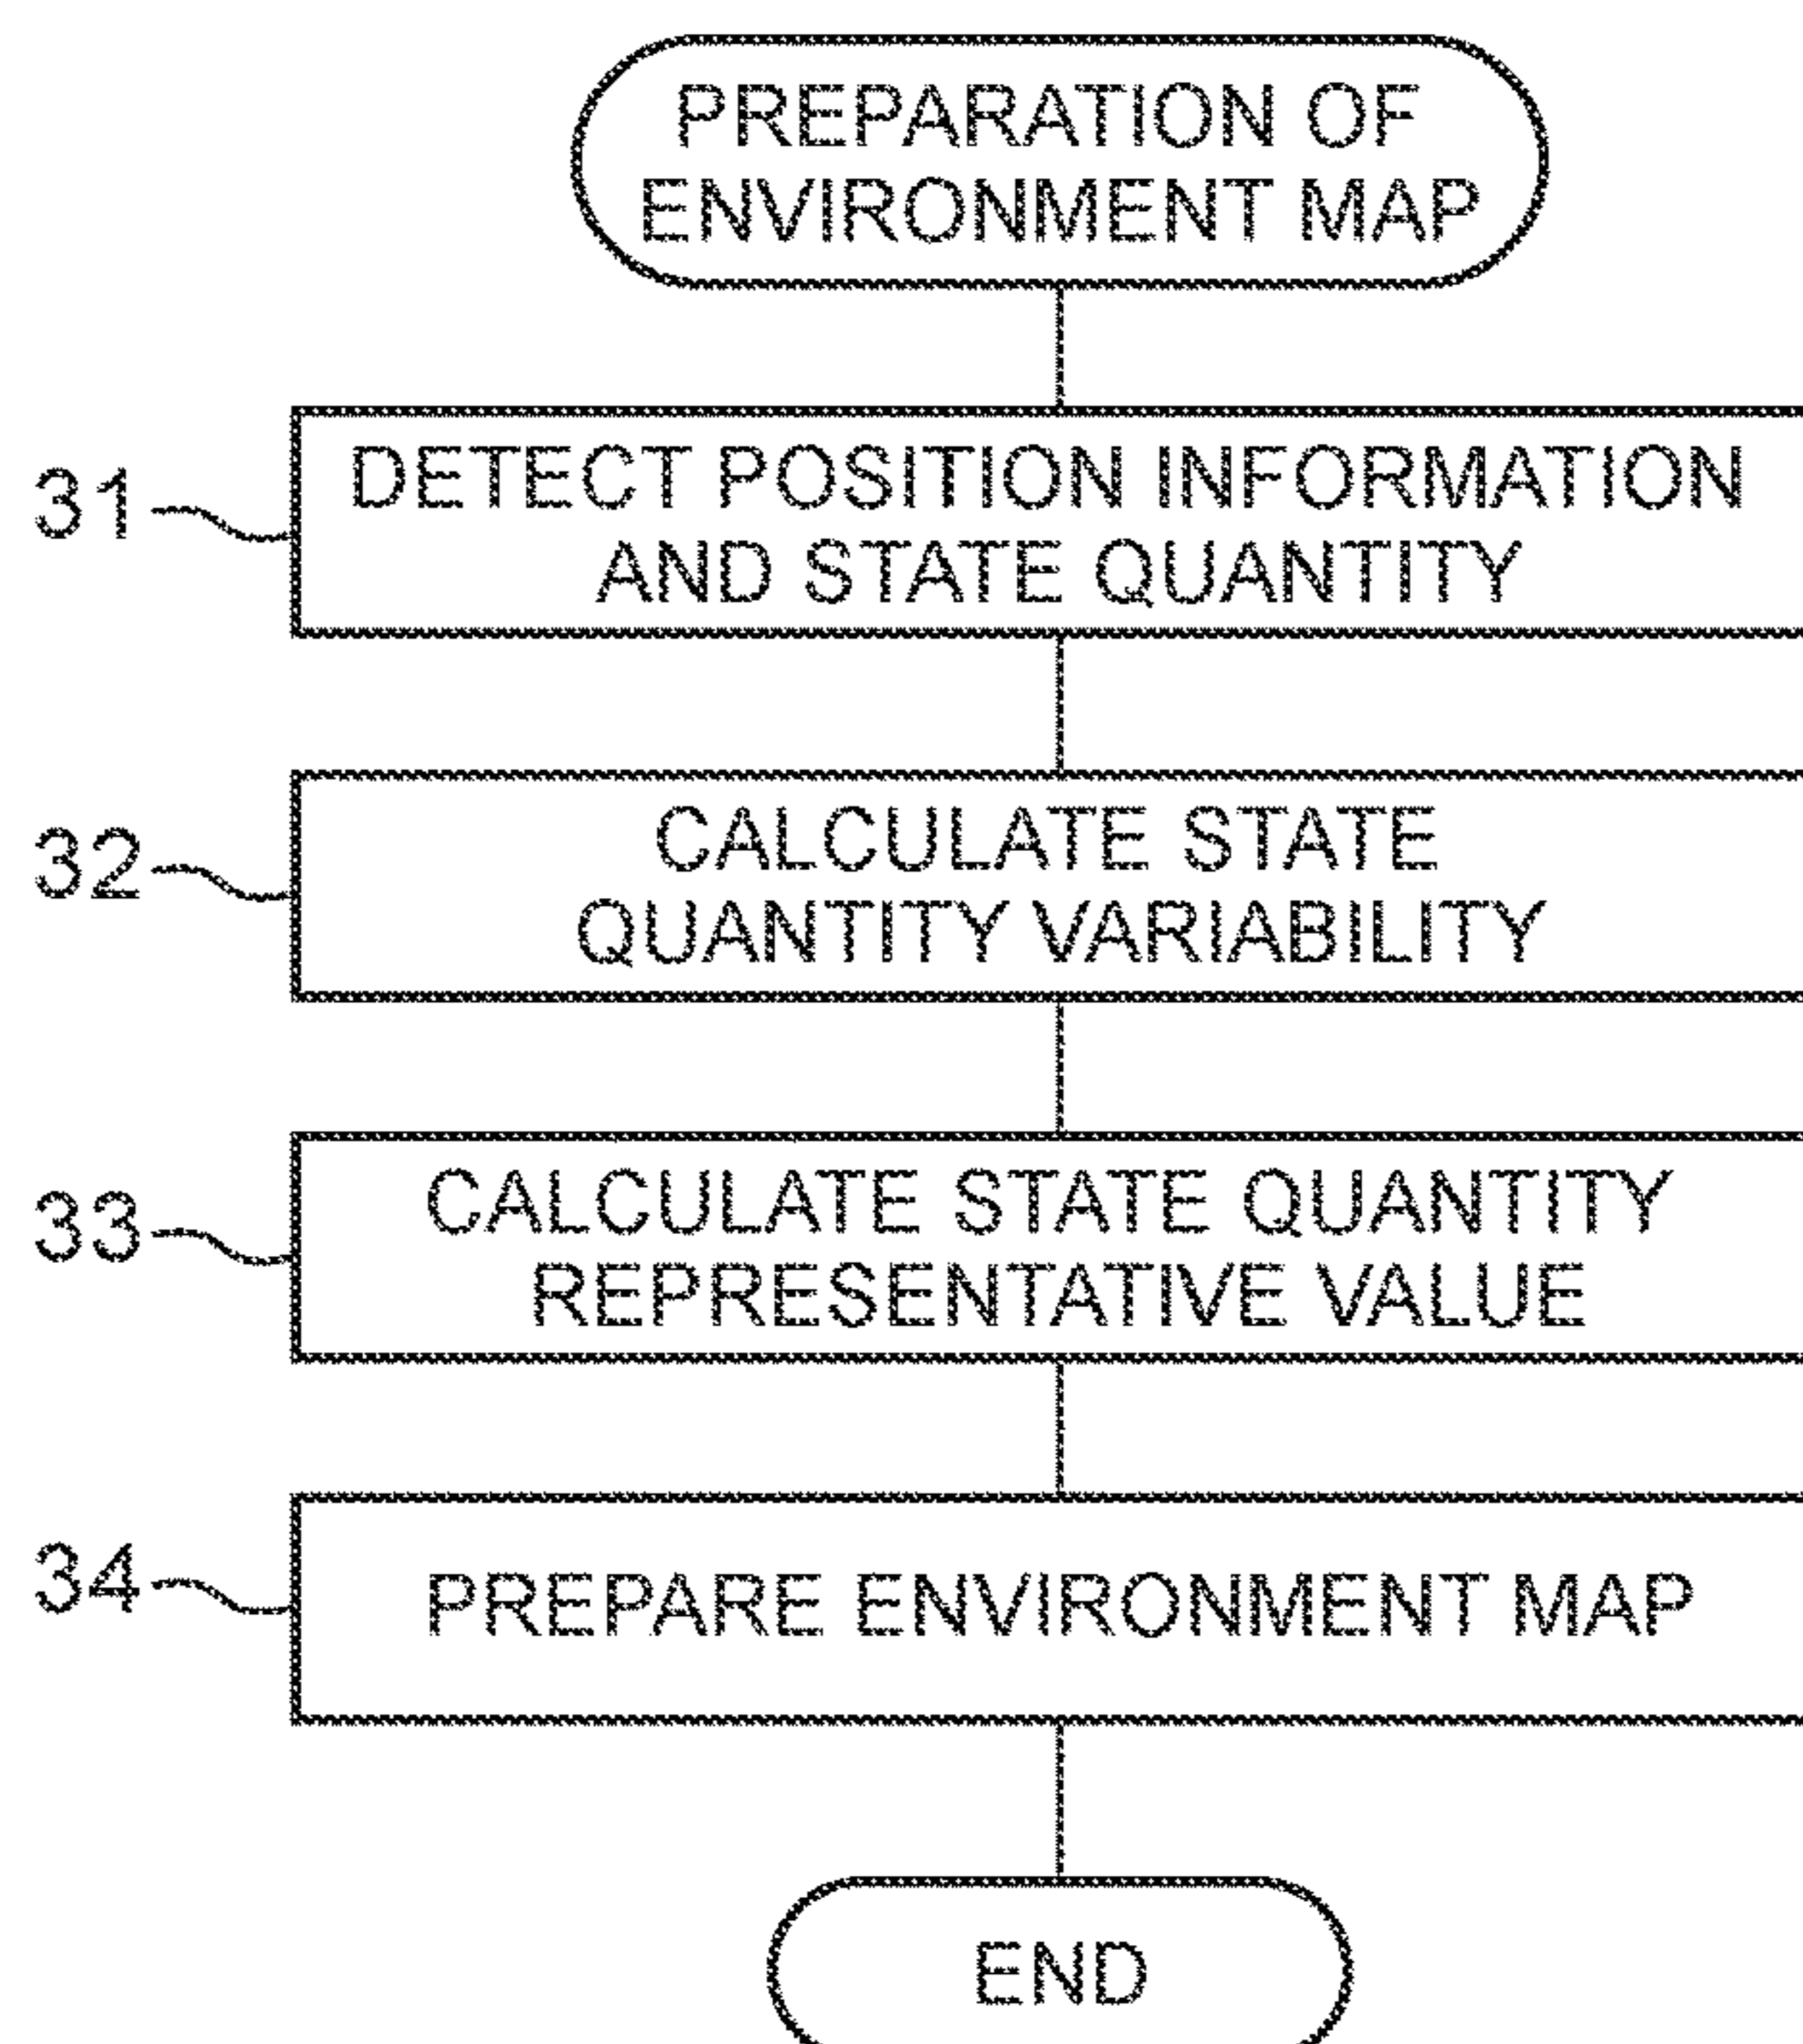 PREPARATION OF
ENVIRONMENT MAP
31
DETECT POSITION INFORMATION
AND STATE QUANTITY
32
CALCULATE STATE
QUANTITY VARIABILITY
33
CALCULATE STATE QUANTITY
REPRESENTATIVE VALUE
34
PREPARE ENVIRONMENT MAP
END